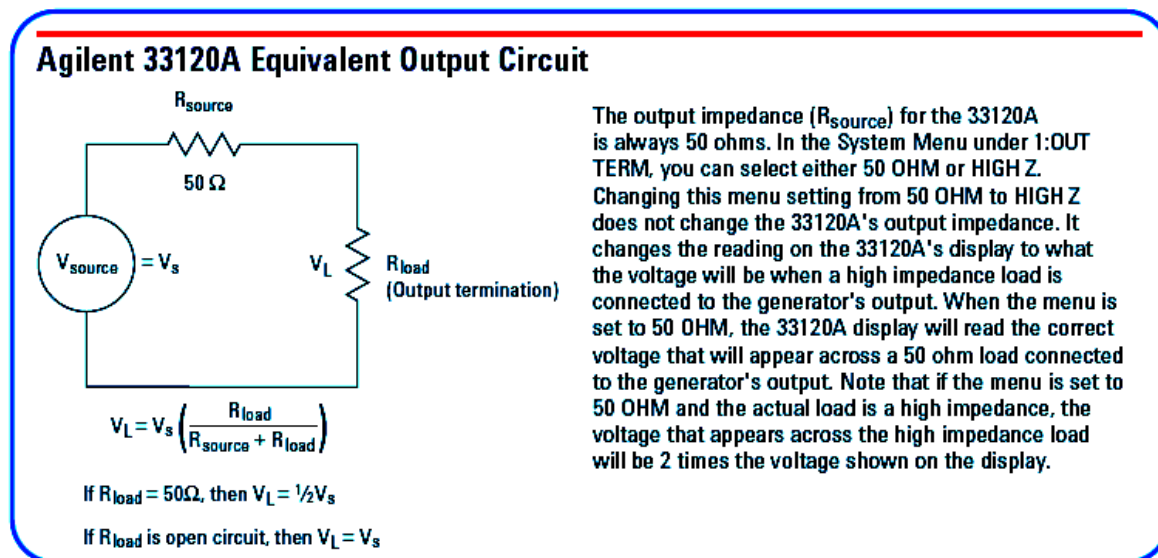 Agilent 33120A Equivalent Output Circuit
Rsource
50 Ω
Vsource = Vs
VL
Rload
(Output termination)
VL = Vs ( Rload / Rsource + Rload )
If Rload = 50Ω, then VL = ½Vs
If Rload is open circuit, then VL = Vs
The output impedance (Rsource) for the 33120A
is always 50 ohms. In the System Menu under 1:OUT
TERM, you can select either 50 OHM or HIGH Z.
Changing this menu setting from 50 OHM to HIGH Z
does not change the 33120A's output impedance. It
changes the reading on the 33120A's display to what
the voltage will be when a high impedance load is
connected to the generator's output. When the menu is
set to 50 OHM, the 33120A display will read the correct
voltage that will appear across a 50 ohm load connected
to the generator's output. Note that if the menu is set to
50 OHM and the actual load is a high impedance, the
voltage that appears across the high impedance load
will be 2 times the voltage shown on the display.